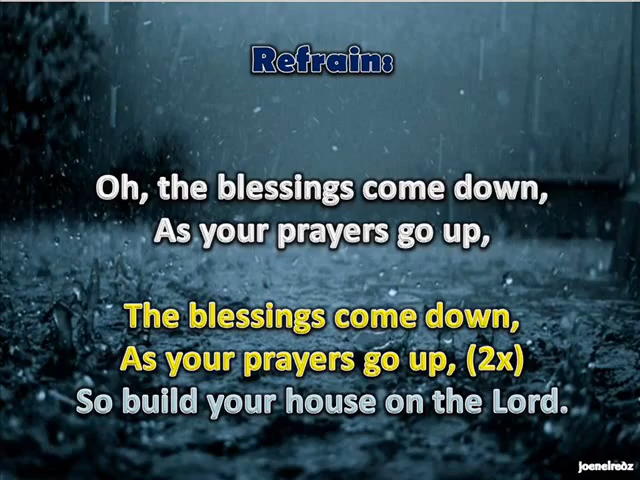 Refrain:
Oh, the blessings come down,
As your prayers go up,
The blessings come down,
As your prayers go up, (2x)
So build your house on the Lord.
joeneiredz